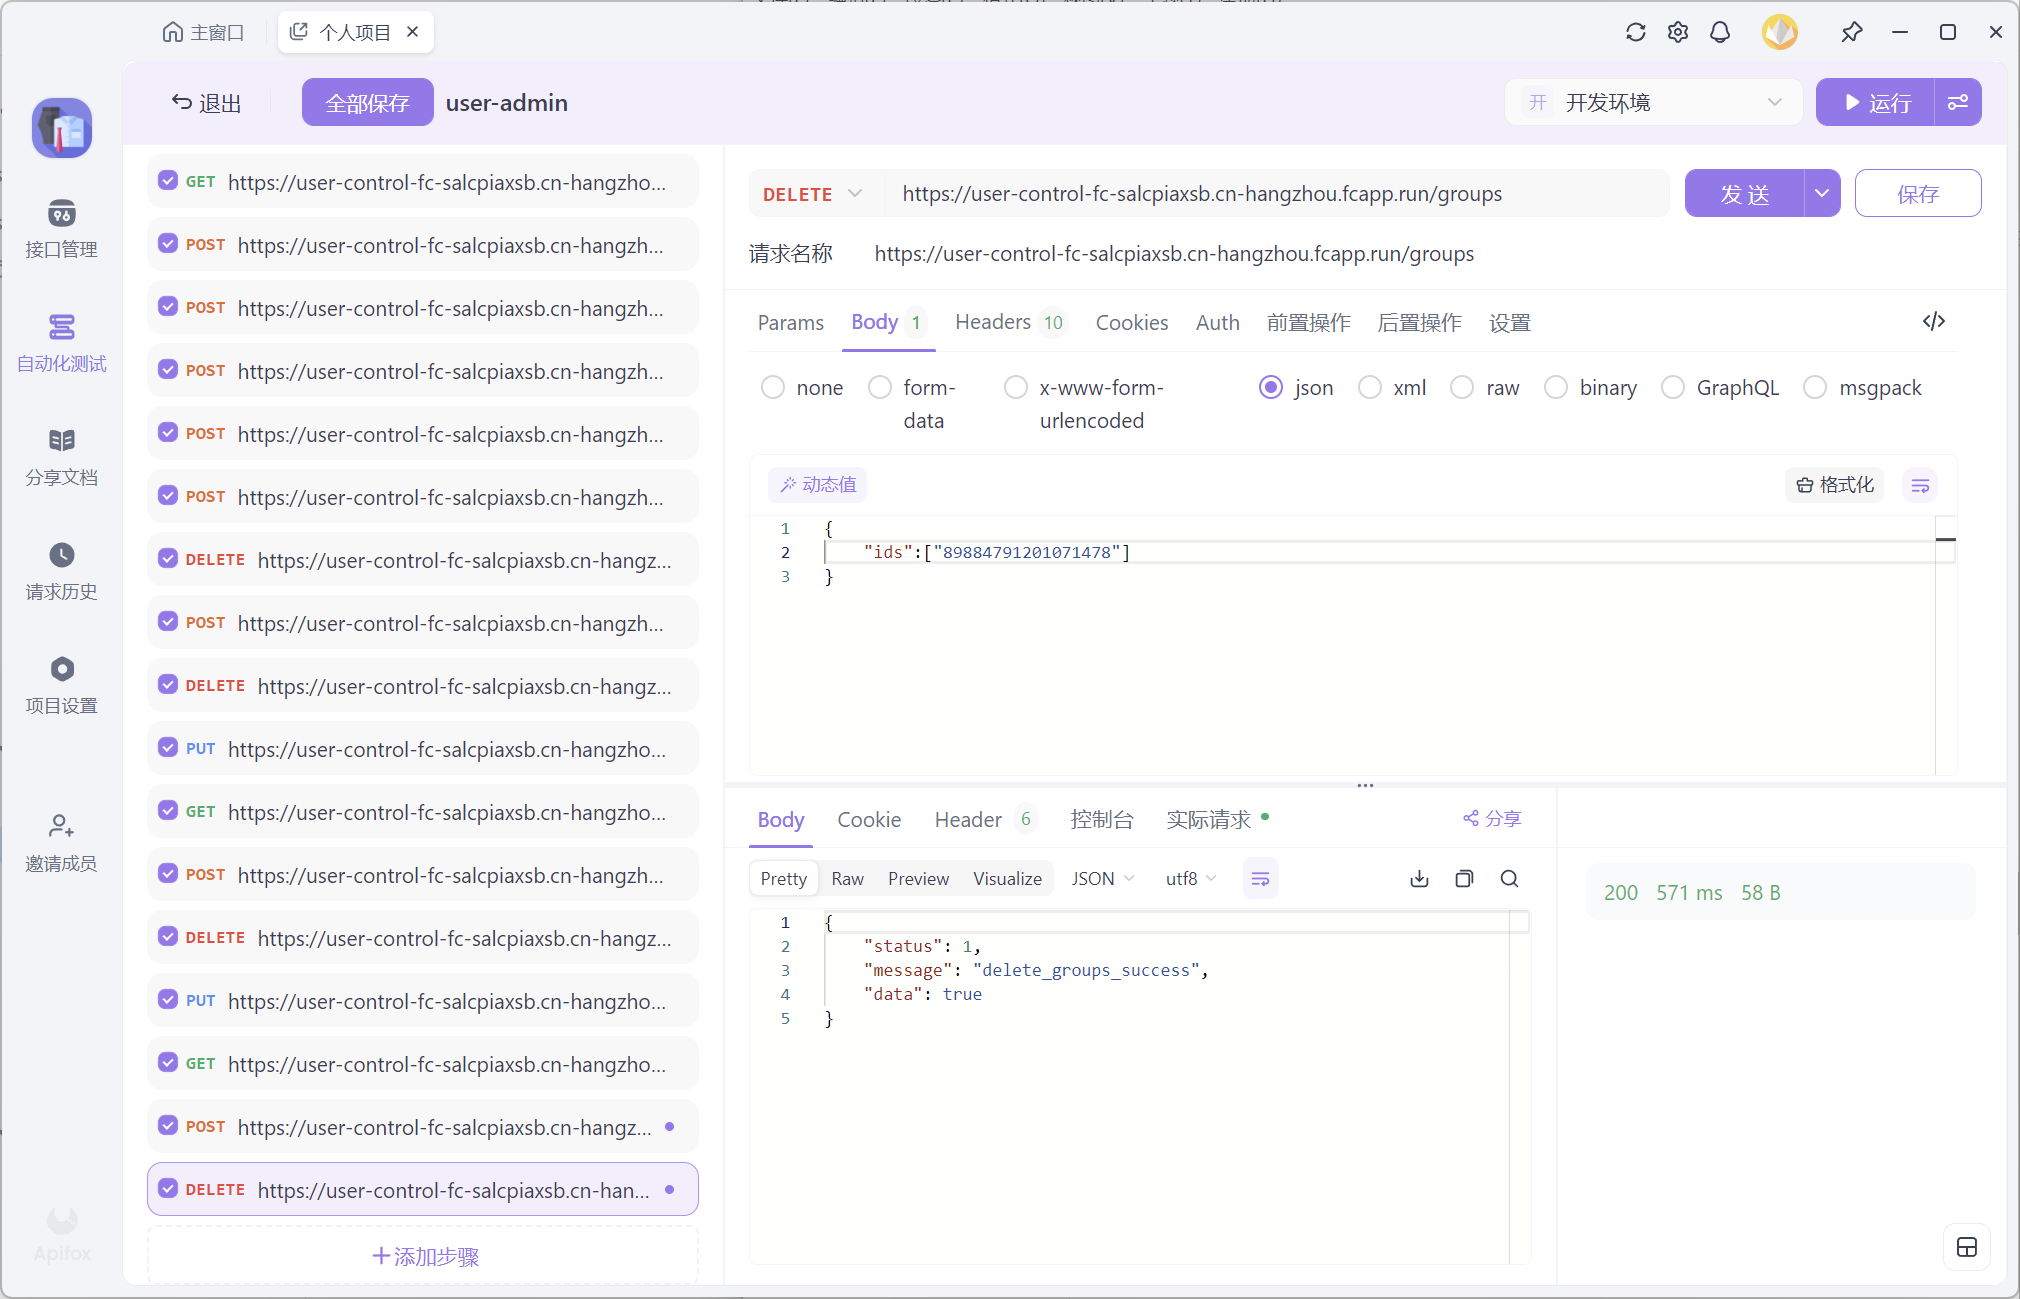 主窗口
个人项目
退出
全部保存
user-admin
开 开发环境
运行
接口管理
自动化测试
分享文档
请求历史
项目设置
邀请成员
Apifox
GET https://user-control-fc-salcpiaxsb.cn-hangzho...
POST https://user-control-fc-salcpiaxsb.cn-hangzh...
POST https://user-control-fc-salcpiaxsb.cn-hangzh...
POST https://user-control-fc-salcpiaxsb.cn-hangzh...
POST https://user-control-fc-salcpiaxsb.cn-hangzh...
POST https://user-control-fc-salcpiaxsb.cn-hangzh...
DELETE https://user-control-fc-salcpiaxsb.cn-hangz...
POST https://user-control-fc-salcpiaxsb.cn-hangzh...
DELETE https://user-control-fc-salcpiaxsb.cn-hangz...
PUT https://user-control-fc-salcpiaxsb.cn-hangzho...
GET https://user-control-fc-salcpiaxsb.cn-hangzho...
POST https://user-control-fc-salcpiaxsb.cn-hangzh...
DELETE https://user-control-fc-salcpiaxsb.cn-hangz...
PUT https://user-control-fc-salcpiaxsb.cn-hangzho...
GET https://user-control-fc-salcpiaxsb.cn-hangzho...
POST https://user-control-fc-salcpiaxsb.cn-hangz...
DELETE https://user-control-fc-salcpiaxsb.cn-han...
添加步骤
DELETE https://user-control-fc-salcpiaxsb.cn-hangzhou.fcapp.run/groups
发 送
保存
请求名称 https://user-control-fc-salcpiaxsb.cn-hangzhou.fcapp.run/groups
Params Body 1 Headers 10 Cookies Auth 前置操作 后置操作 设置
none form-data x-www-form-urlencoded json xml raw binary GraphQL msgpack
动态值
格式化
1 {
2 "ids":["89884791201071478"]
3 }
Body Cookie Header 6 控制台 实际请求
分享
Pretty Raw Preview Visualize JSON utf8
1 {
2 "status": 1,
3 "message": "delete_groups_success",
4 "data": true
5 }
200 571 ms 58 B